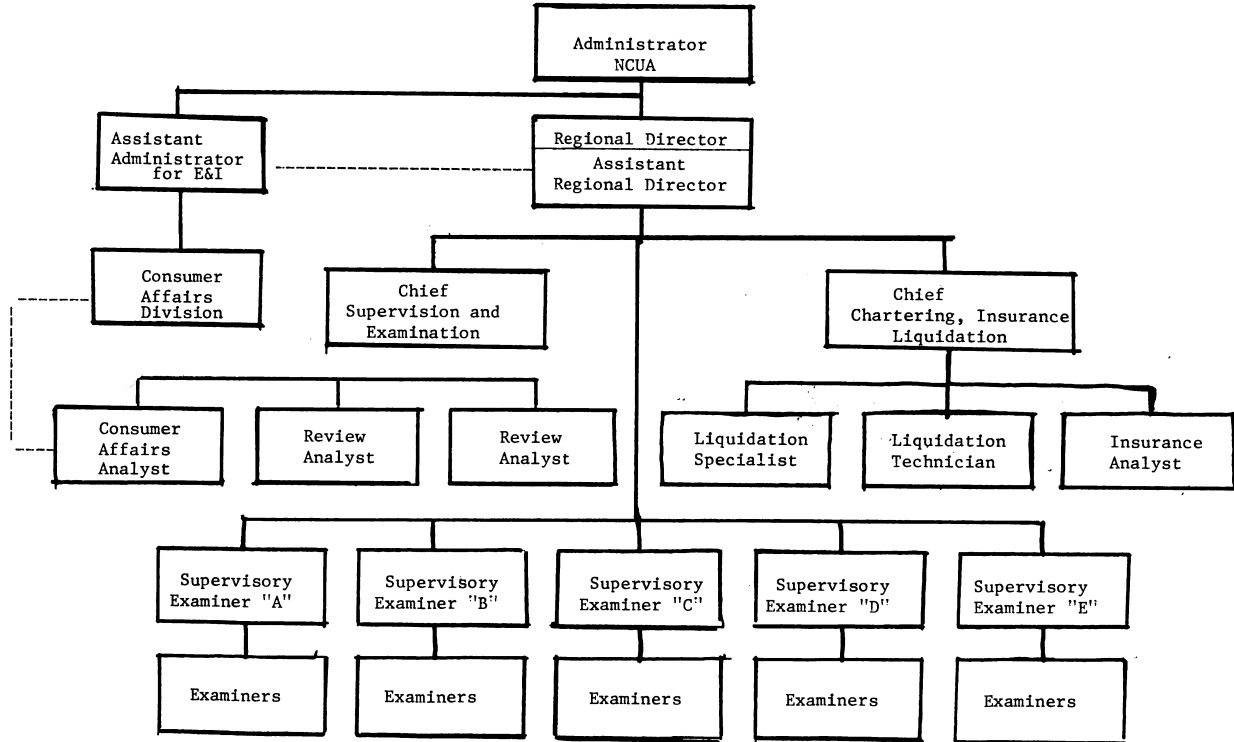 Administrator
NCUA
Assistant
Administrator
for E&I
Regional Director
Assistant
Regional Director
Consumer
Affairs
Division
Chief
Supervision and
Examination
Chief
Chartering, Insurance
Liquidation
Consumer
Affairs
Analyst
Review
Analyst
Review
Analyst
Liquidation
Specialist
Liquidation
Technician
Insurance
Analyst
Supervisory
Examiner "A"
Supervisory
Examiner "B"
Supervisory
Examiner "C"
Supervisory
Examiner "D"
Supervisory
Examiner "E"
Examiners
Examiners
Examiners
Examiners
Examiners